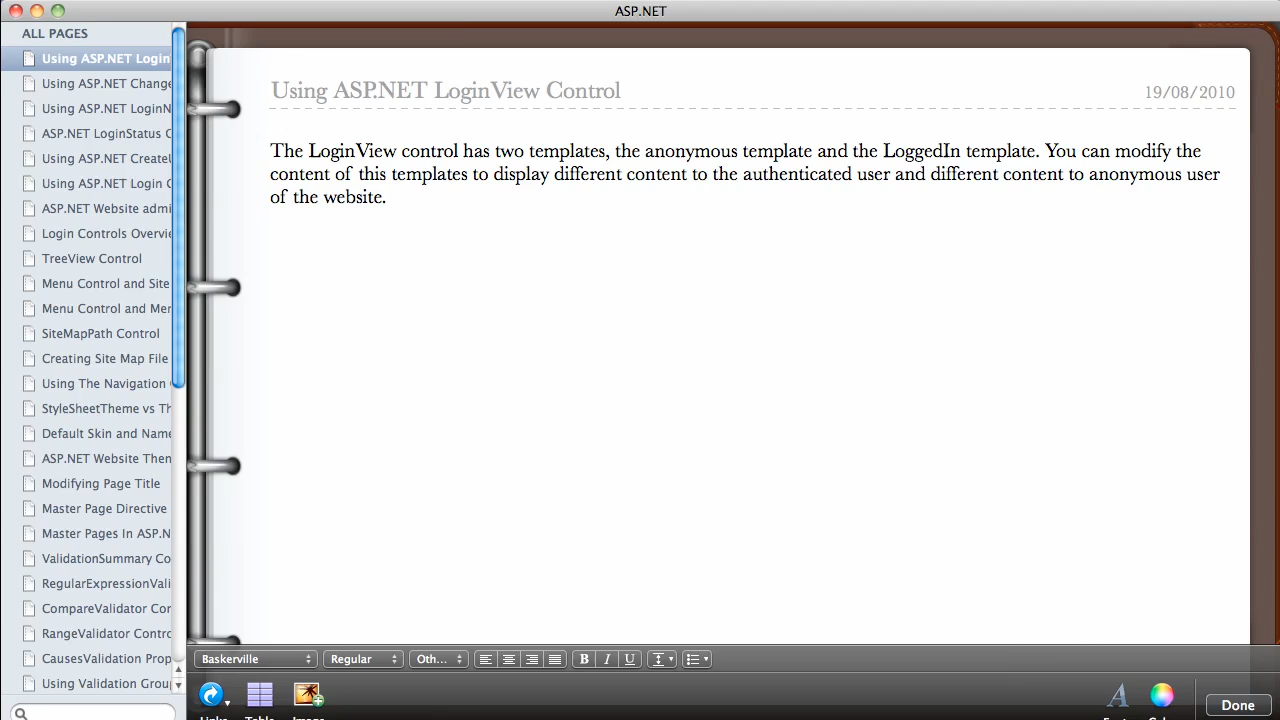 ASP.NET
ALL PAGES
Using ASP.NET Login
Using ASP.NET Change
Using ASP.NET LoginN
ASP.NET LoginStatus C
Using ASP.NET CreateU
Using ASP.NET Login C
ASP.NET Website admi
Login Controls Overvie
TreeView Control
Menu Control and Site
Menu Control and Mer
SiteMapPath Control
Creating Site Map File
Using The Navigation
StyleSheetTheme vs Th
Default Skin and Name
ASP.NET Website Then
Modifying Page Title
Master Page Directive
Master Pages In ASP.N
ValidationSummary Co
RegularExpressionVali
CompareValidator Cor
RangeValidator Contro
CausesValidation Prop
Using Validation Grou
Using ASP.NET LoginView Control
19/08/2010
The LoginView control has two templates, the anonymous template and the LoggedIn template. You can modify the
content of this templates to display different content to the authenticated user and different content to anonymous user
of the website.
Baskerville Regular Oth... B I U
Links Table Image
Done